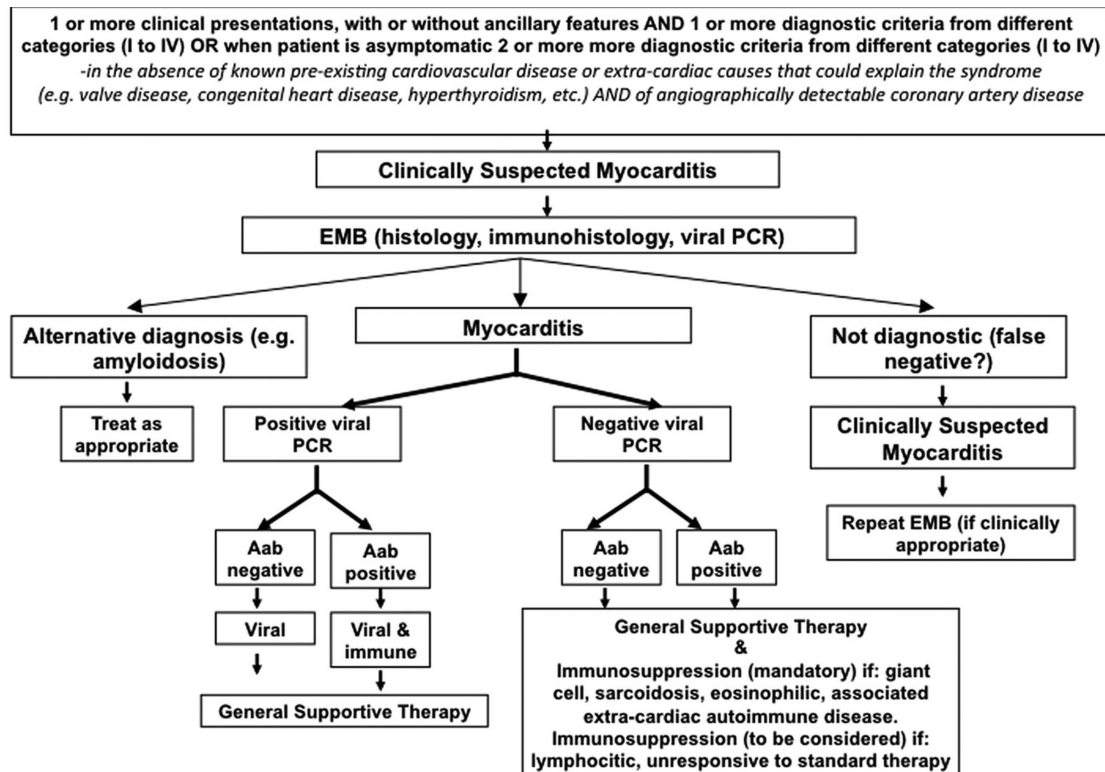 1 or more clinical presentations, with or without ancillary features AND 1 or more diagnostic criteria from different
categories (I to IV) OR when patient is asymptomatic 2 or more more diagnostic criteria from different categories (I to IV)
-in the absence of known pre-existing cardiovascular disease or extra-cardiac causes that could explain the syndrome
(e.g. valve disease, congenital heart disease, hyperthyroidism, etc.) AND of angiographically detectable coronary artery disease
Clinically Suspected Myocarditis
EMB (histology, immunohistology, viral PCR)
Alternative diagnosis (e.g.
amyloidosis)
Treat as
appropriate
Myocarditis
Positive viral
PCR
Aab
negative
Viral
Aab
positive
Viral &
immune
General Supportive Therapy
Negative viral
PCR
Aab
negative
Aab
positive
General Supportive Therapy
&
Immunosuppression (mandatory) if: giant
cell, sarcoidosis, eosinophilic, associated
extra-cardiac autoimmune disease.
Immunosuppression (to be considered) if:
lymphocitic, unresponsive to standard therapy
Not diagnostic (false
negative?)
Clinically Suspected
Myocarditis
Repeat EMB (if clinically
appropriate)